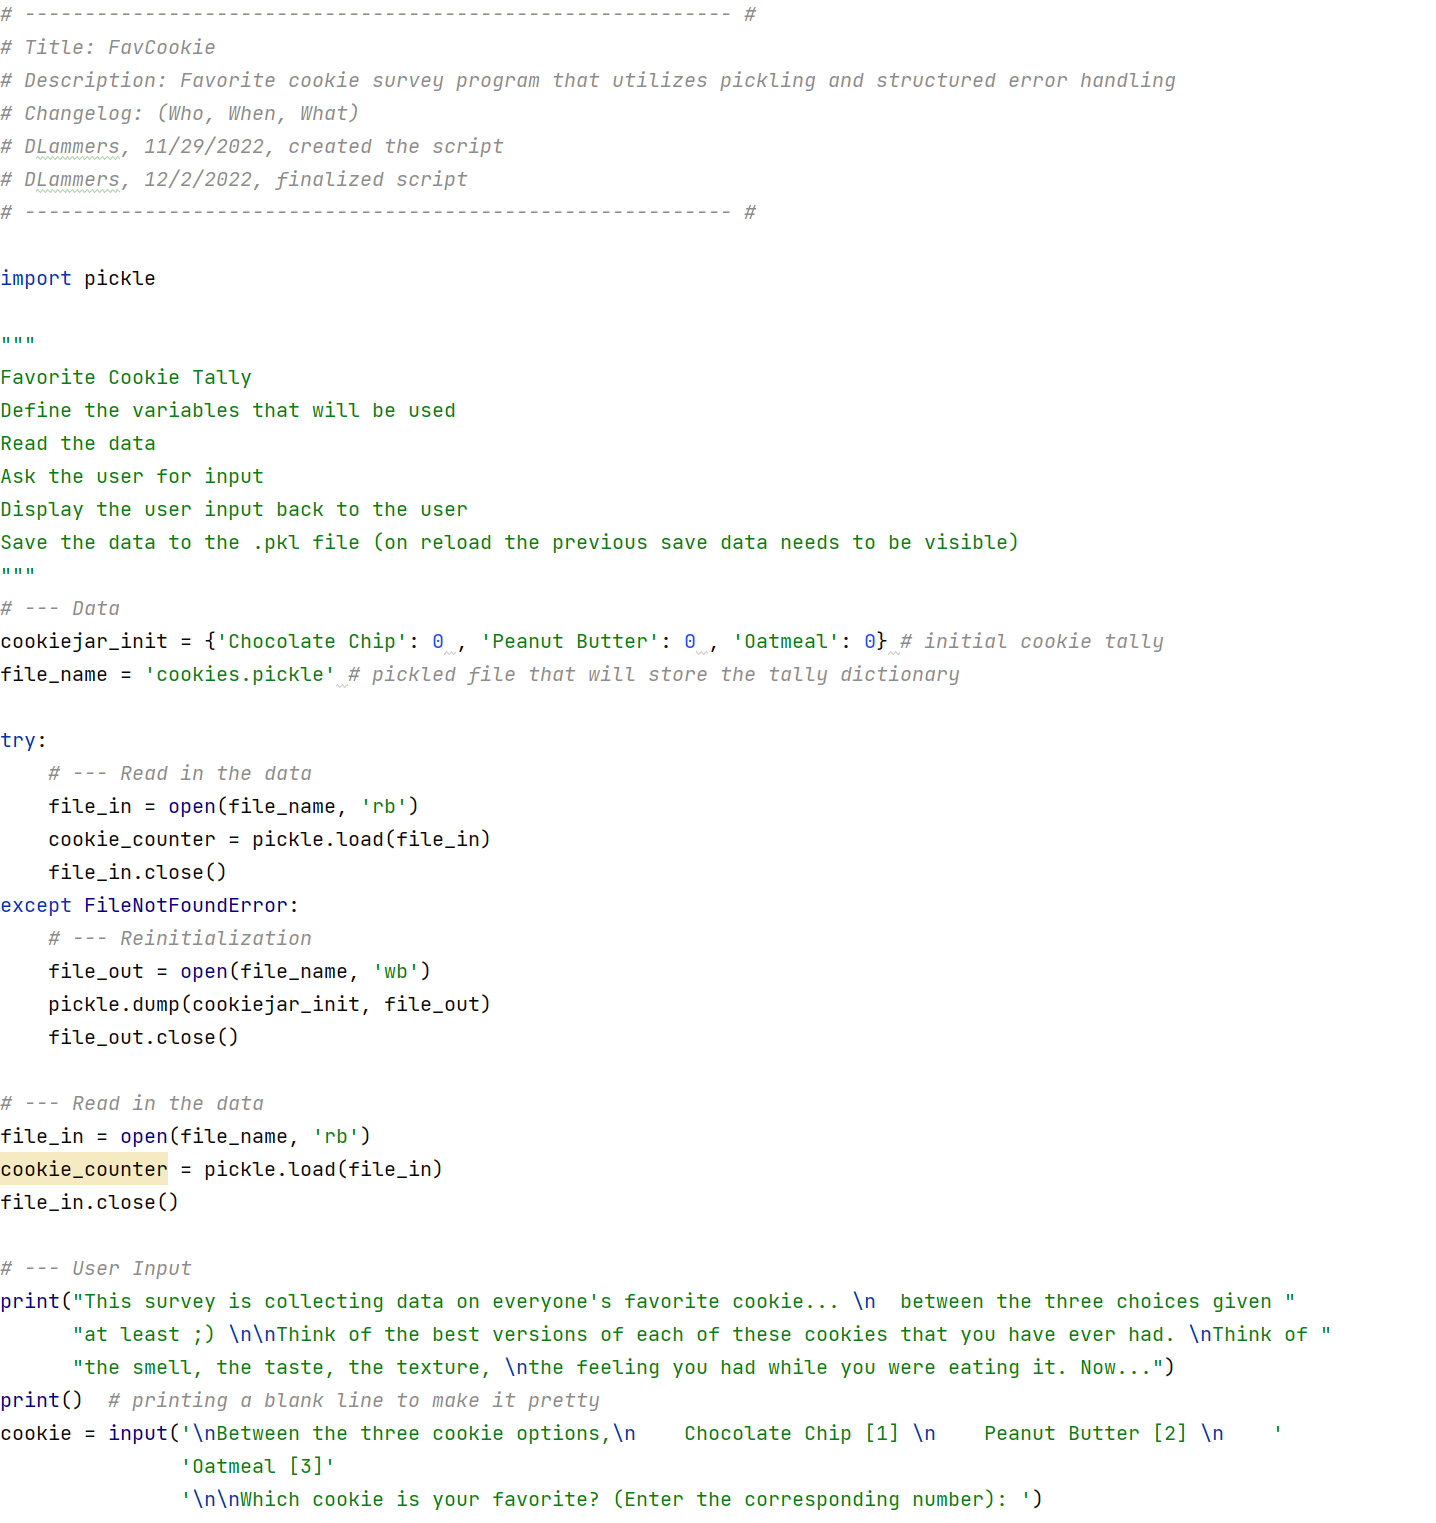 # ----------------------------------------------------------- #
# Title: FavCookie
# Description: Favorite cookie survey program that utilizes pickling and structured error handling
# Changelog: (Who, When, What)
# DLammers, 11/29/2022, created the script
# DLammers, 12/2/2022, finalized script
# ----------------------------------------------------------- #

import pickle

"""
Favorite Cookie Tally
Define the variables that will be used
Read the data
Ask the user for input
Display the user input back to the user
Save the data to the .pkl file (on reload the previous save data needs to be visible)
"""
# --- Data
cookiejar_init = {'Chocolate Chip': 0 , 'Peanut Butter': 0 , 'Oatmeal': 0} # initial cookie tally
file_name = 'cookies.pickle' # pickled file that will store the tally dictionary

try:
    # --- Read in the data
    file_in = open(file_name, 'rb')
    cookie_counter = pickle.load(file_in)
    file_in.close()
except FileNotFoundError:
    # --- Reinitialization
    file_out = open(file_name, 'wb')
    pickle.dump(cookiejar_init, file_out)
    file_out.close()

# --- Read in the data
file_in = open(file_name, 'rb')
cookie_counter = pickle.load(file_in)
file_in.close()

# --- User Input
print("This survey is collecting data on everyone's favorite cookie... \n  between the three choices given "
      "at least ;) \n\nThink of the best versions of each of these cookies that you have ever had. \nThink of "
      "the smell, the taste, the texture, \nthe feeling you had while you were eating it. Now...")
print()  # printing a blank line to make it pretty
cookie = input('\nBetween the three cookie options,\n    Chocolate Chip [1] \n    Peanut Butter [2] \n    '
               'Oatmeal [3]'
               '\n\nWhich cookie is your favorite? (Enter the corresponding number): ')